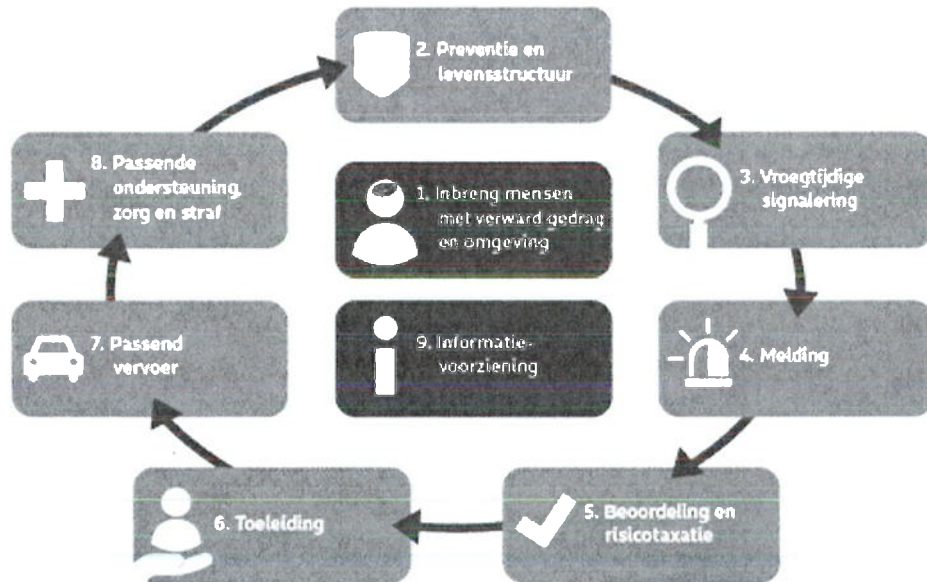 2. Preventie en
levensstructuur
8. Passende
ondersteuning,
zorg en straf
1. Inbreng mensen
met verward gedrag
en omgeving
3. Vroegtijdige
signalering
7. Passend
vervoer
9. Informatie-
voorziening
4. Melding
6. Toeleiding
5. Beoordeling en
risicotaxatie